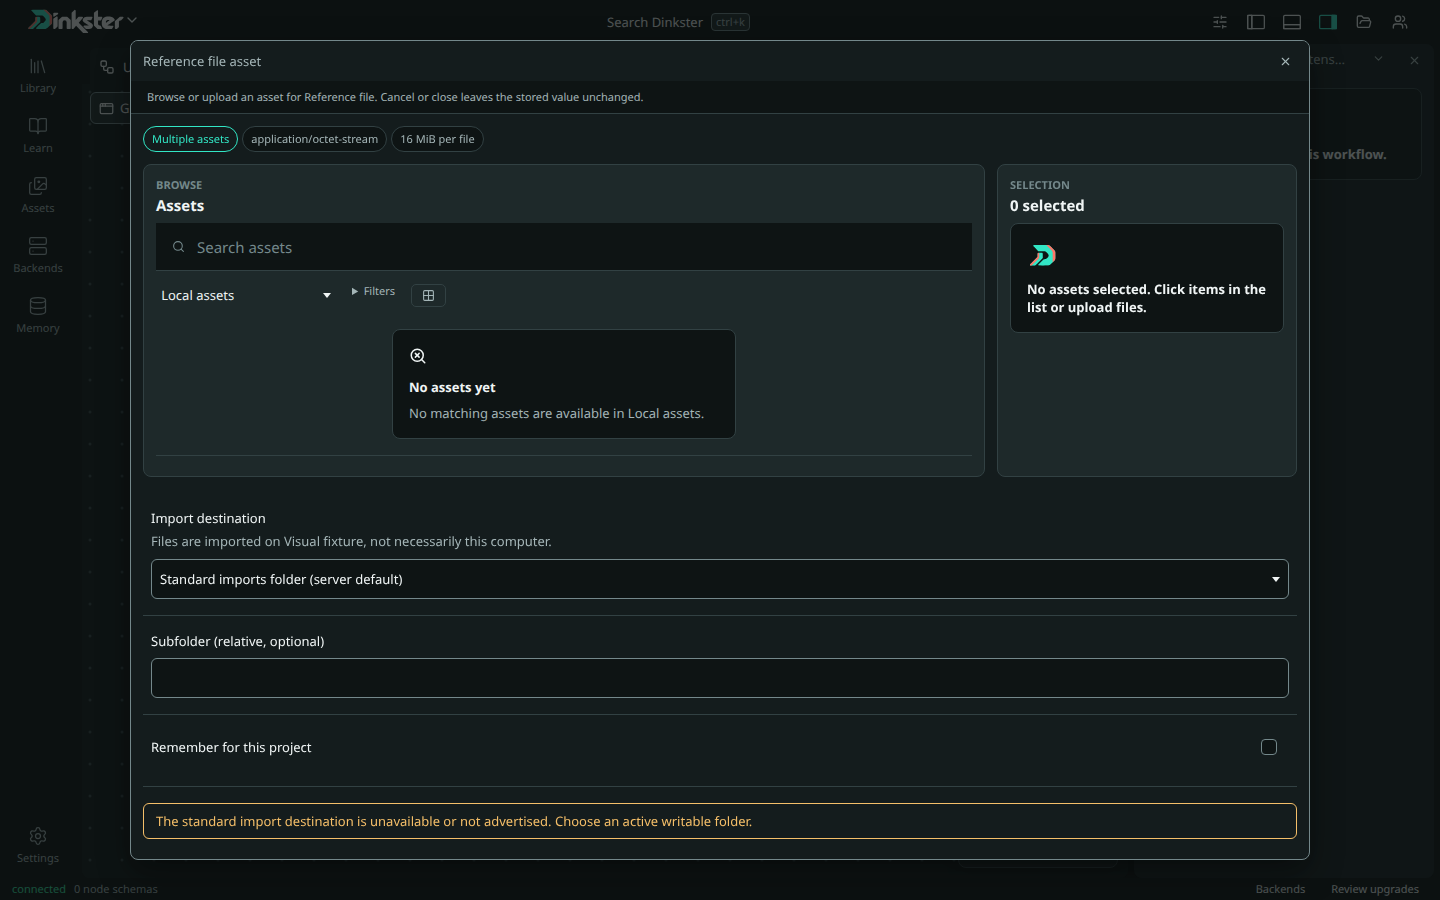 Dinkster
Search Dinkster ctrl+k
Library
Learn
Assets
Backends
Memory
Settings
Reference file asset
Browse or upload an asset for Reference file. Cancel or close leaves the stored value unchanged.
Multiple assets
application/octet-stream
16 MiB per file
BROWSE
Assets
Search assets
Local assets
Filters
No assets yet
No matching assets are available in Local assets.
SELECTION
0 selected
No assets selected. Click items in the
list or upload files.
is workflow.
Import destination
Files are imported on Visual fixture, not necessarily this computer.
Standard imports folder (server default)
Subfolder (relative, optional)
Remember for this project
The standard import destination is unavailable or not advertised. Choose an active writable folder.
connected 0 node schemas
Backends
Review upgrades